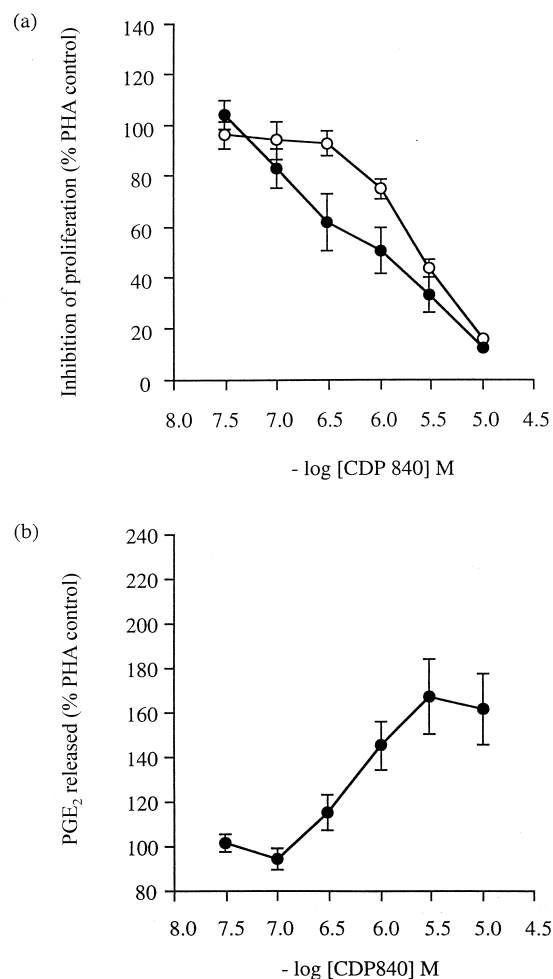 (a)
Inhibition of proliferation (% PHA control)
140
120
100
80
60
40
20
0
8.0 7.5 7.0 6.5 6.0 5.5 5.0 4.5
- log [CDP 840] M
(b)
PGE2 released (% PHA control)
240
220
200
180
160
140
120
100
80
8.0 7.5 7.0 6.5 6.0 5.5 5.0 4.5
- log [CDP840] M